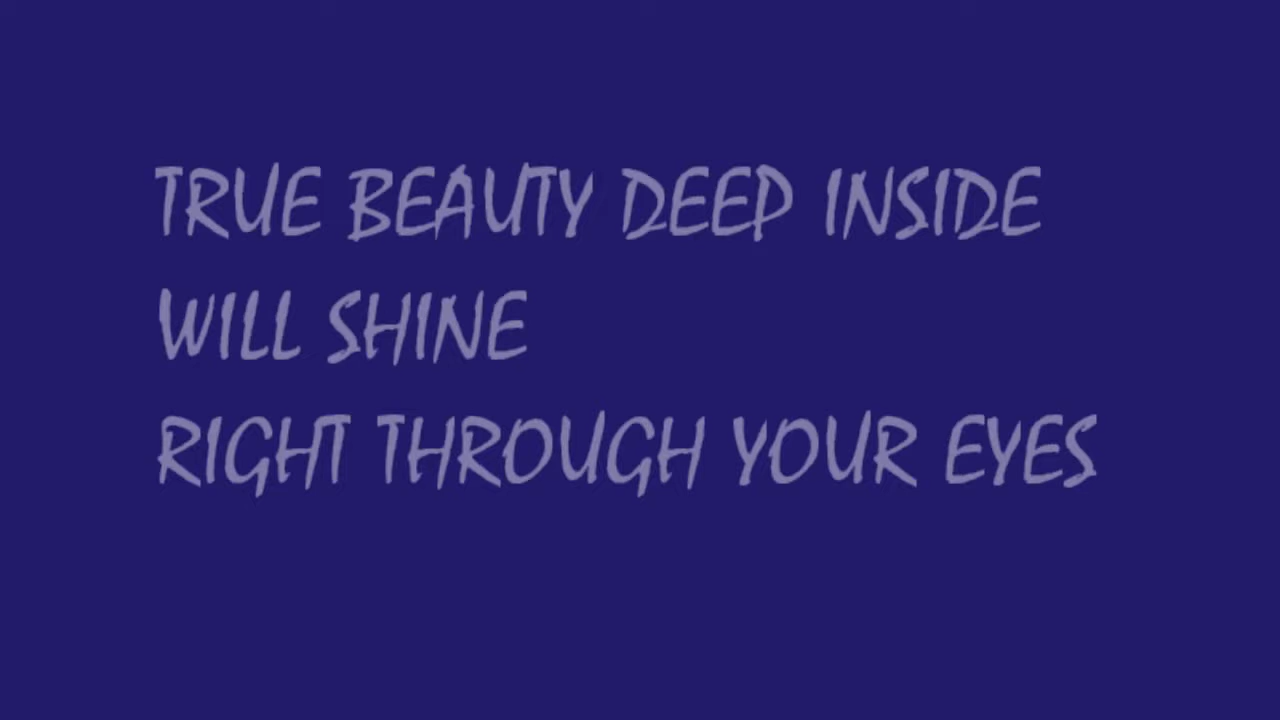 TRUE BEAUTY DEEP INSIDE
WILL SHINE
RIGHT THROUGH YOUR EYES